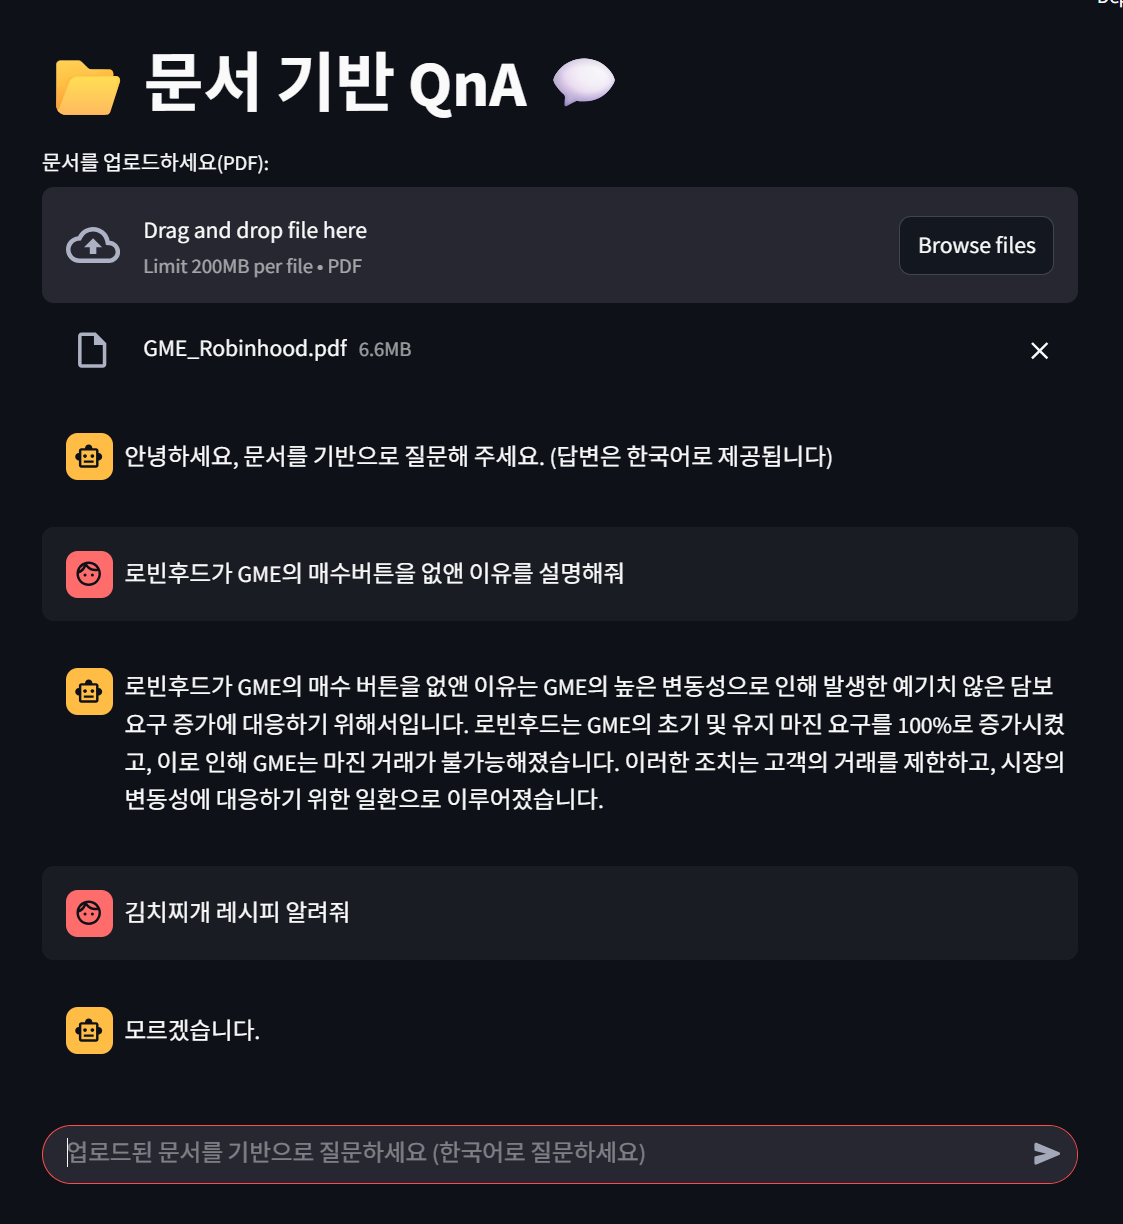 문서 기반 QnA
문서를 업로드하세요(PDF):
Drag and drop file here
Limit 200MB per file • PDF
Browse files
GME_Robinhood.pdf 6.6MB
안녕하세요, 문서를 기반으로 질문해 주세요. (답변은 한국어로 제공됩니다)
로빈후드가 GME의 매수버튼을 없앤 이유를 설명해줘
로빈후드가 GME의 매수 버튼을 없앤 이유는 GME의 높은 변동성으로 인해 발생한 예기치 않은 담보
요구 증가에 대응하기 위해서입니다. 로빈후드는 GME의 초기 및 유지 마진 요구를 100%로 증가시켰
고, 이로 인해 GME는 마진 거래가 불가능해졌습니다. 이러한 조치는 고객의 거래를 제한하고, 시장의
변동성에 대응하기 위한 일환으로 이루어졌습니다.
김치찌개 레시피 알려줘
모르겠습니다.
업로드된 문서를 기반으로 질문하세요 (한국어로 질문하세요)